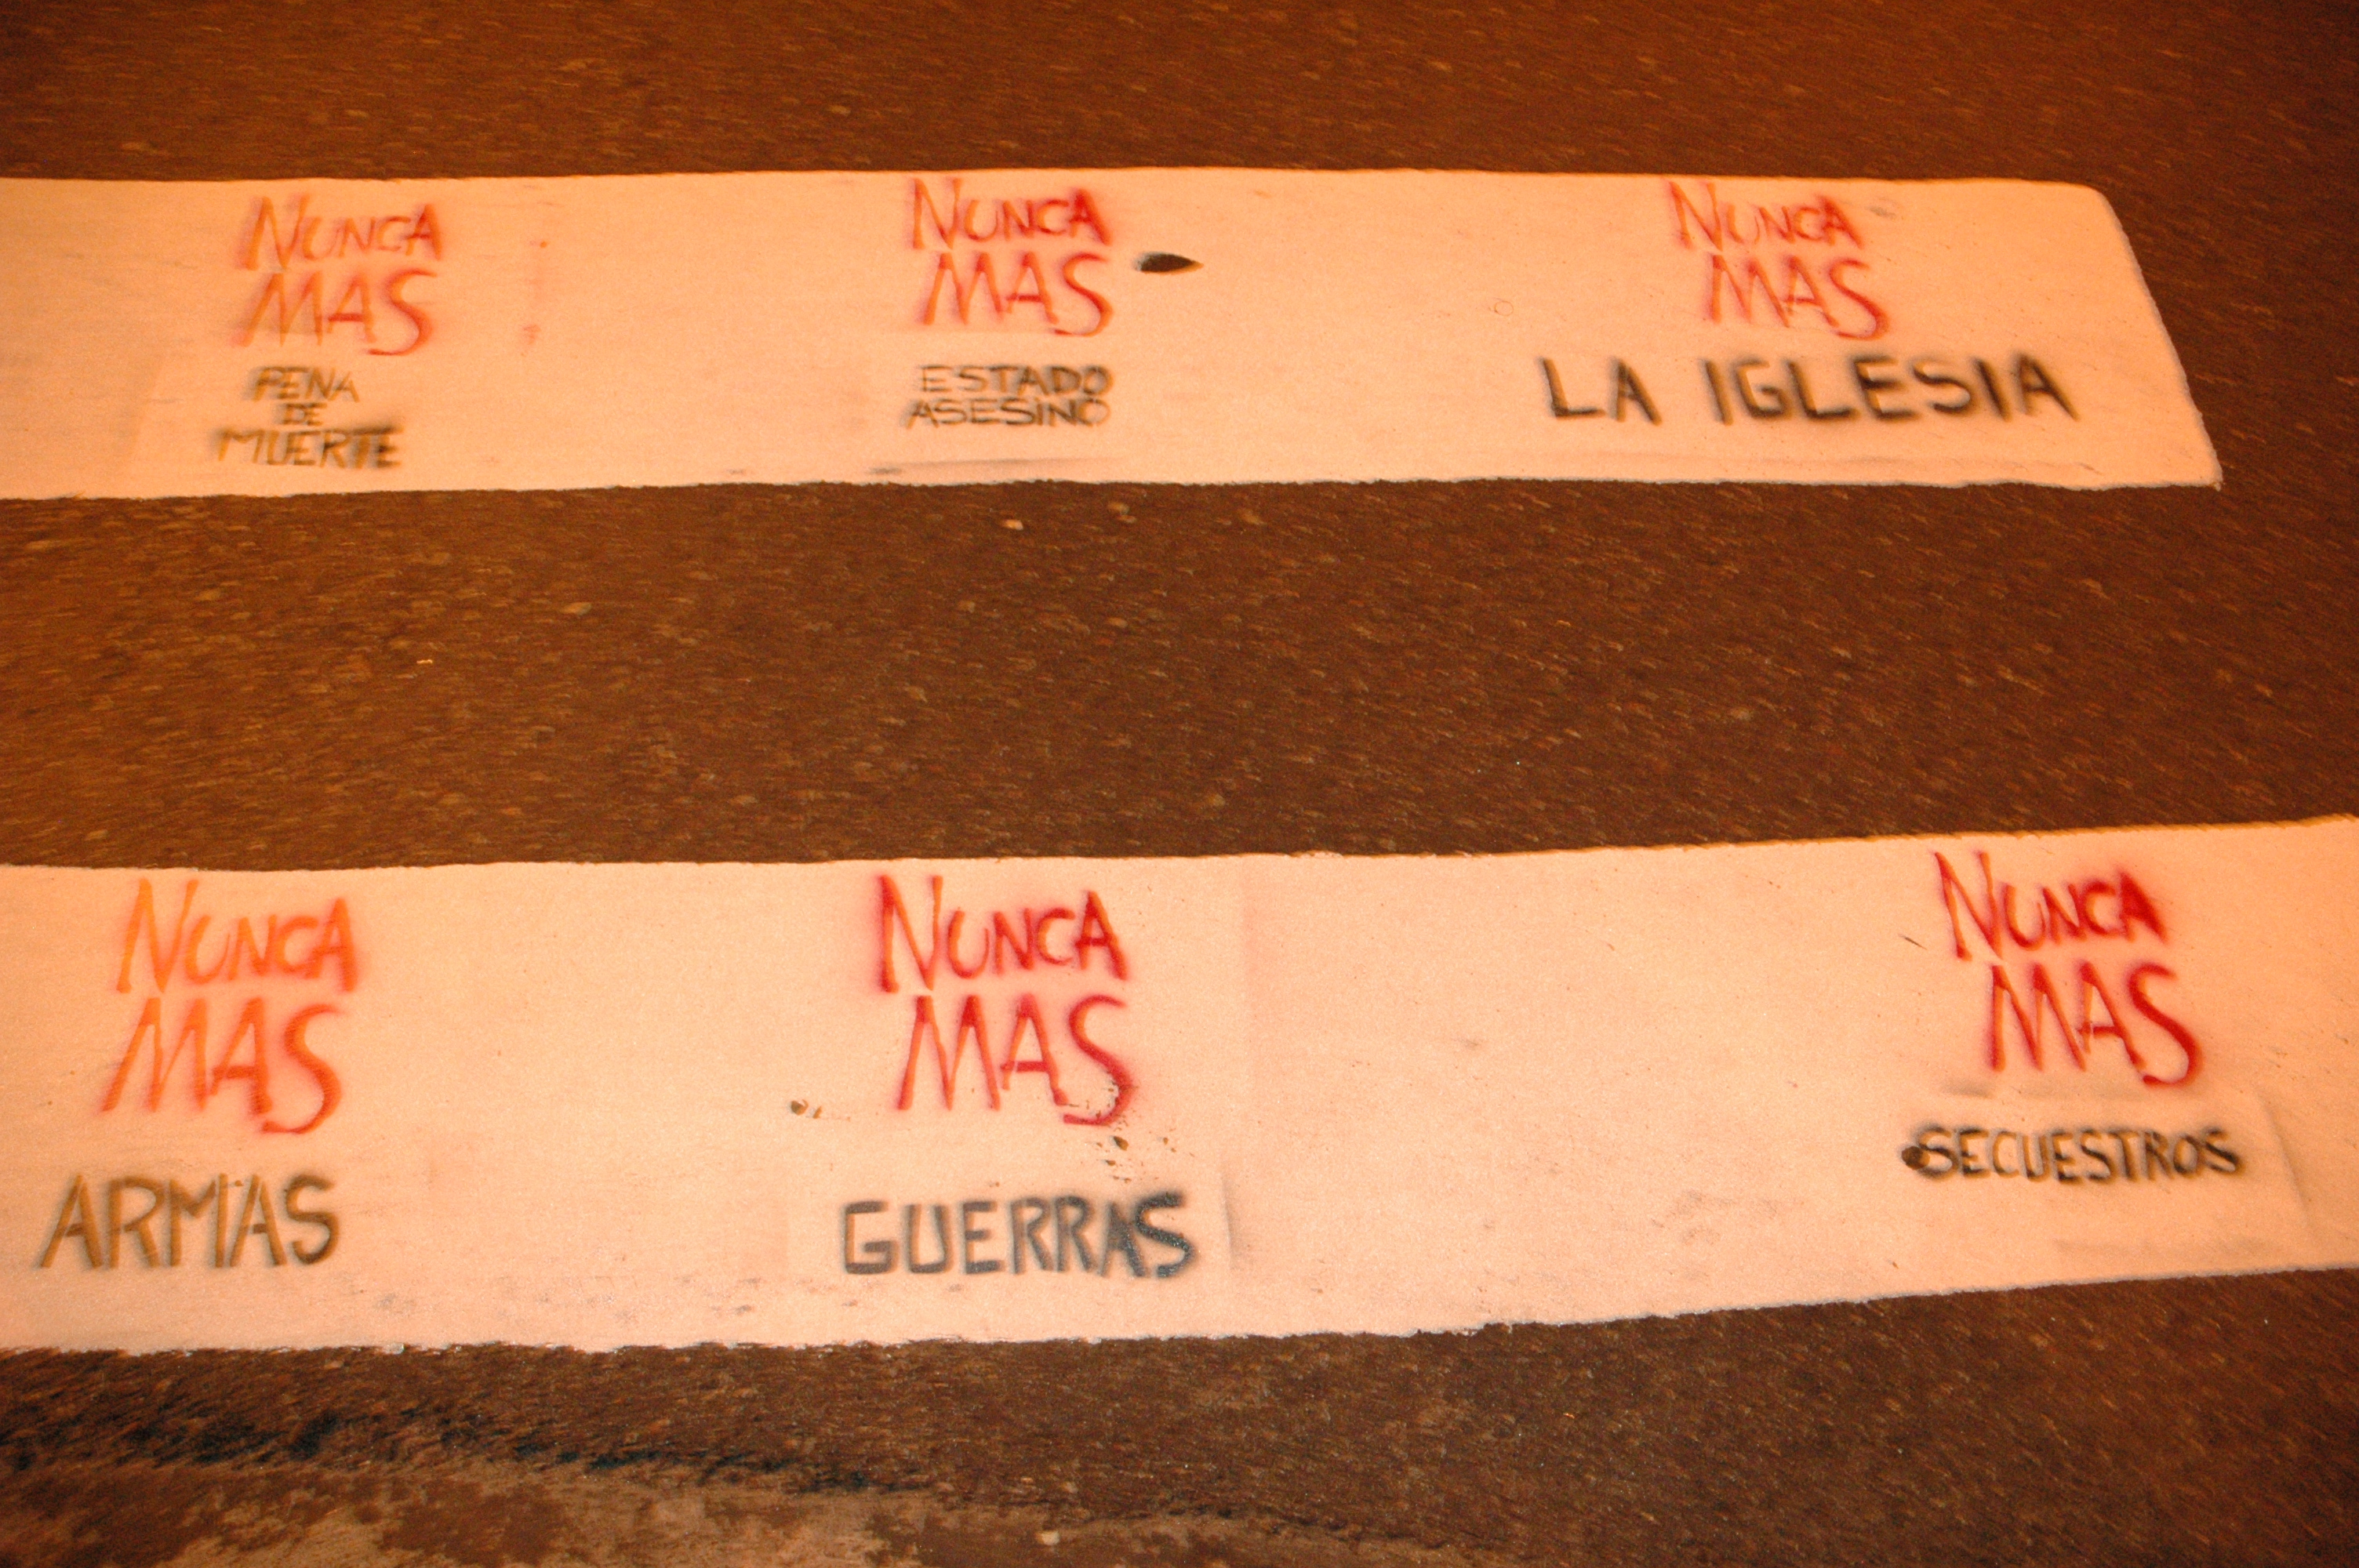 NUNCA
MAS
PENA
DE
MUERTE
NUNCA
MAS
ESTADO
ASESINO
NUNCA
MAS
LA IGLESIA
NUNCA
MAS
ARMAS
NUNCA
MAS
GUERRAS
NUNCA
MAS
SECUESTROS